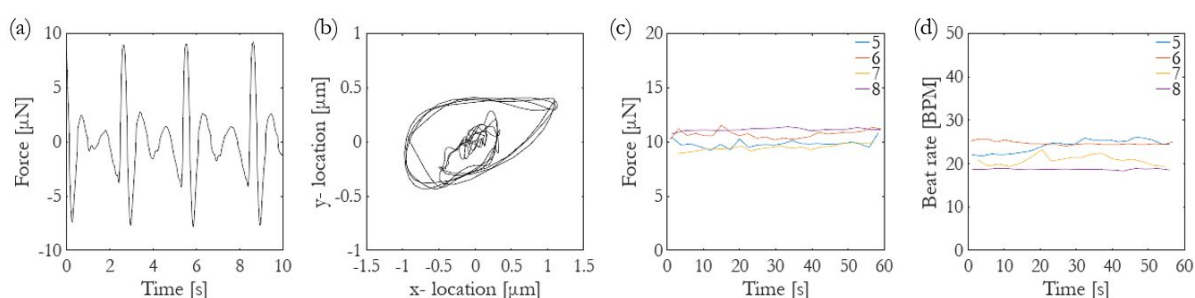 (a)
10
5
0
-5
-10
Force [µN]
0 2 4 6 8 10
Time [s]
(b)
1
0.5
0
-0.5
-1
y- location [µm]
-1.5 -1 -0.5 0 0.5 1 1.5
x- location [µm]
(c)
20
15
10
5
0
Force [µN]
0 10 20 30 40 50 60
Time [s]
5
6
7
8
(d)
50
40
30
20
10
0
Beat rate [BPM]
0 10 20 30 40 50 60
Time [s]
5
6
7
8